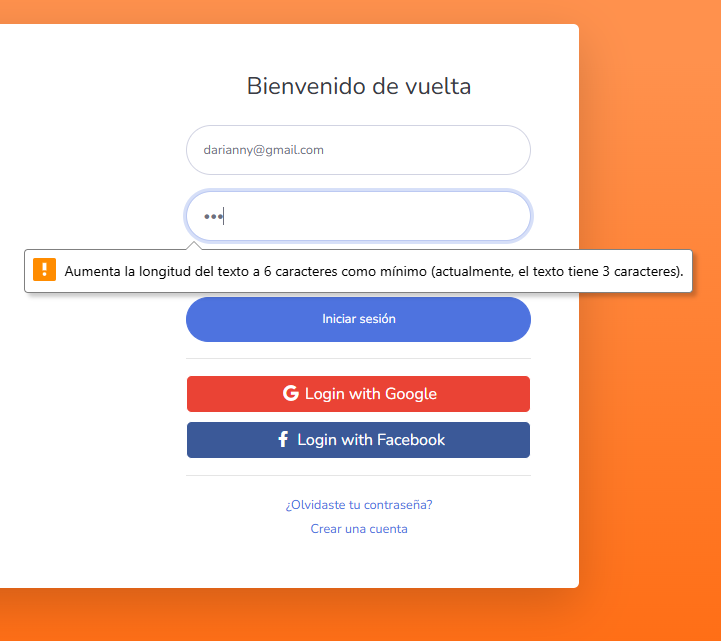 Bienvenido de vuelta
darianny@gmail.com
•••
Aumenta la longitud del texto a 6 caracteres como mínimo (actualmente, el texto tiene 3 caracteres).
Iniciar sesión
Login with Google
Login with Facebook
¿Olvidaste tu contraseña?
Crear una cuenta